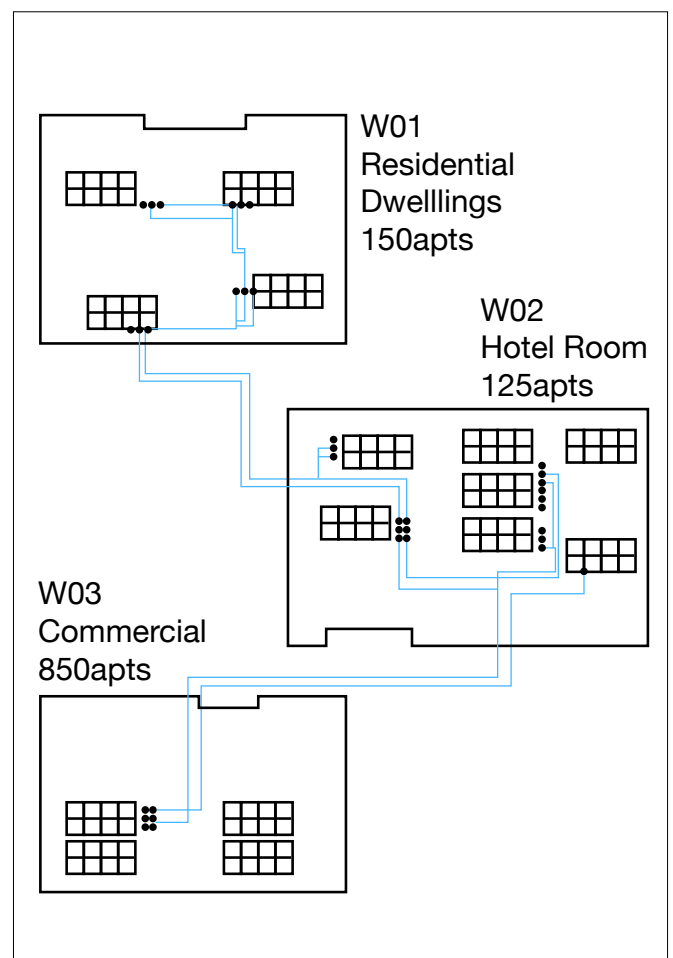 W01
Residential
Dwelllings
150apts
W02
Hotel Room
125apts
W03
Commercial
850apts